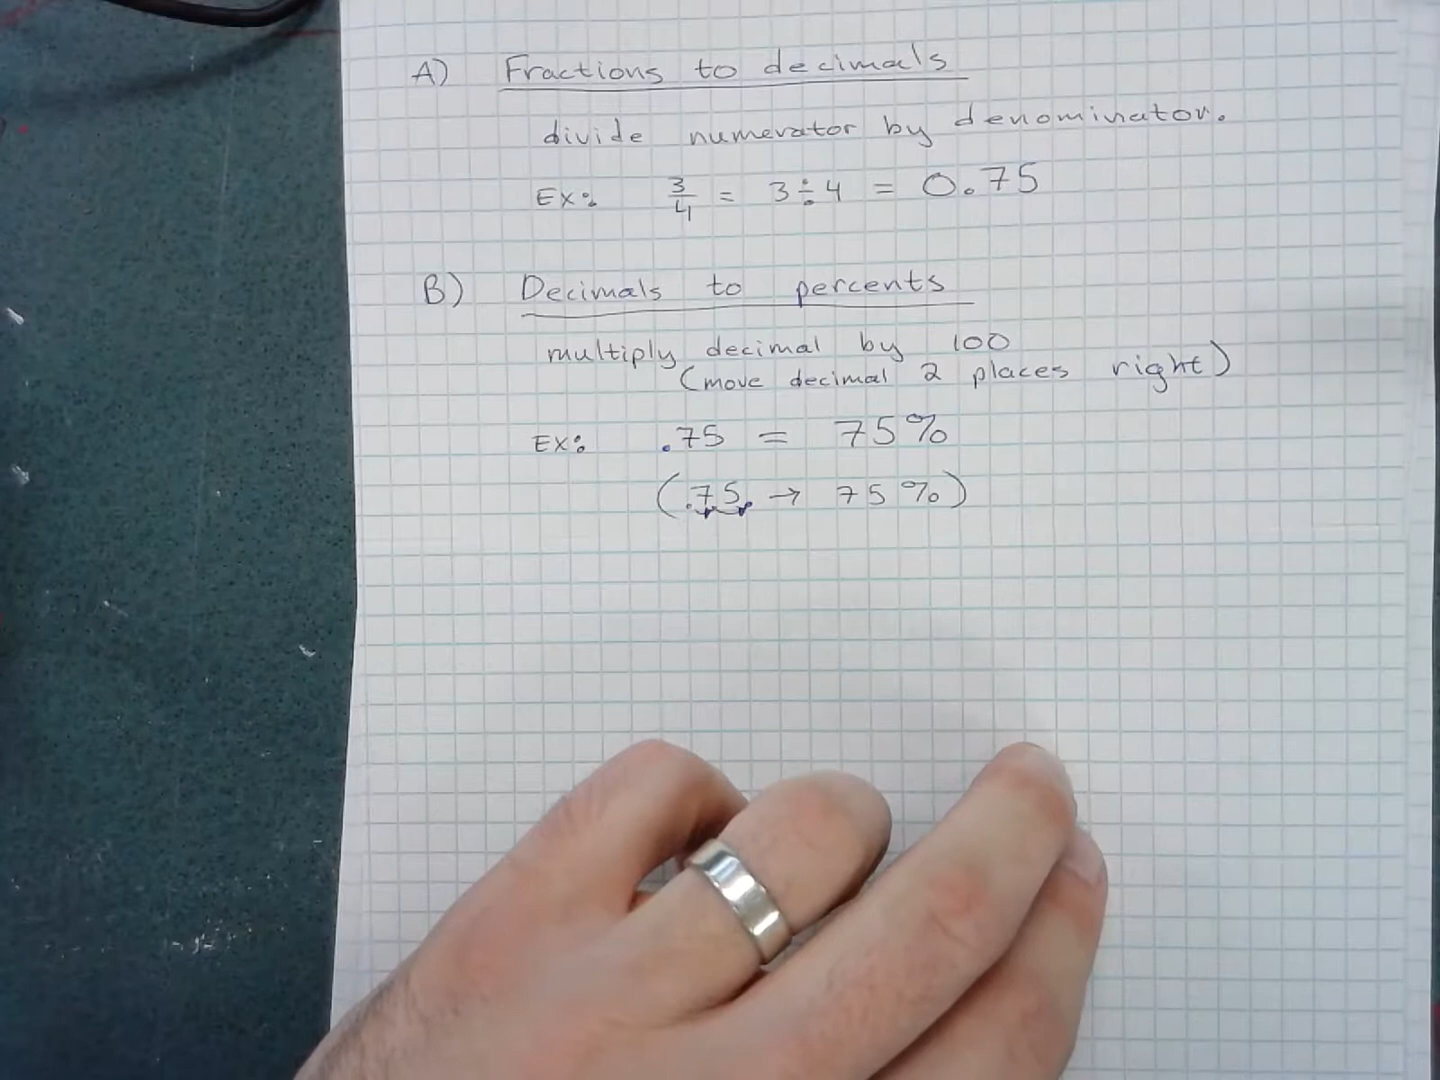 A) Fractions to decimals
divide numerator by denominator.
EX: 3/4 = 3 ÷ 4 = 0.75
B) Decimals to percents
multiply decimal by 100
(move decimal 2 places right)
EX: .75 = 75%
(.75. → 75%)